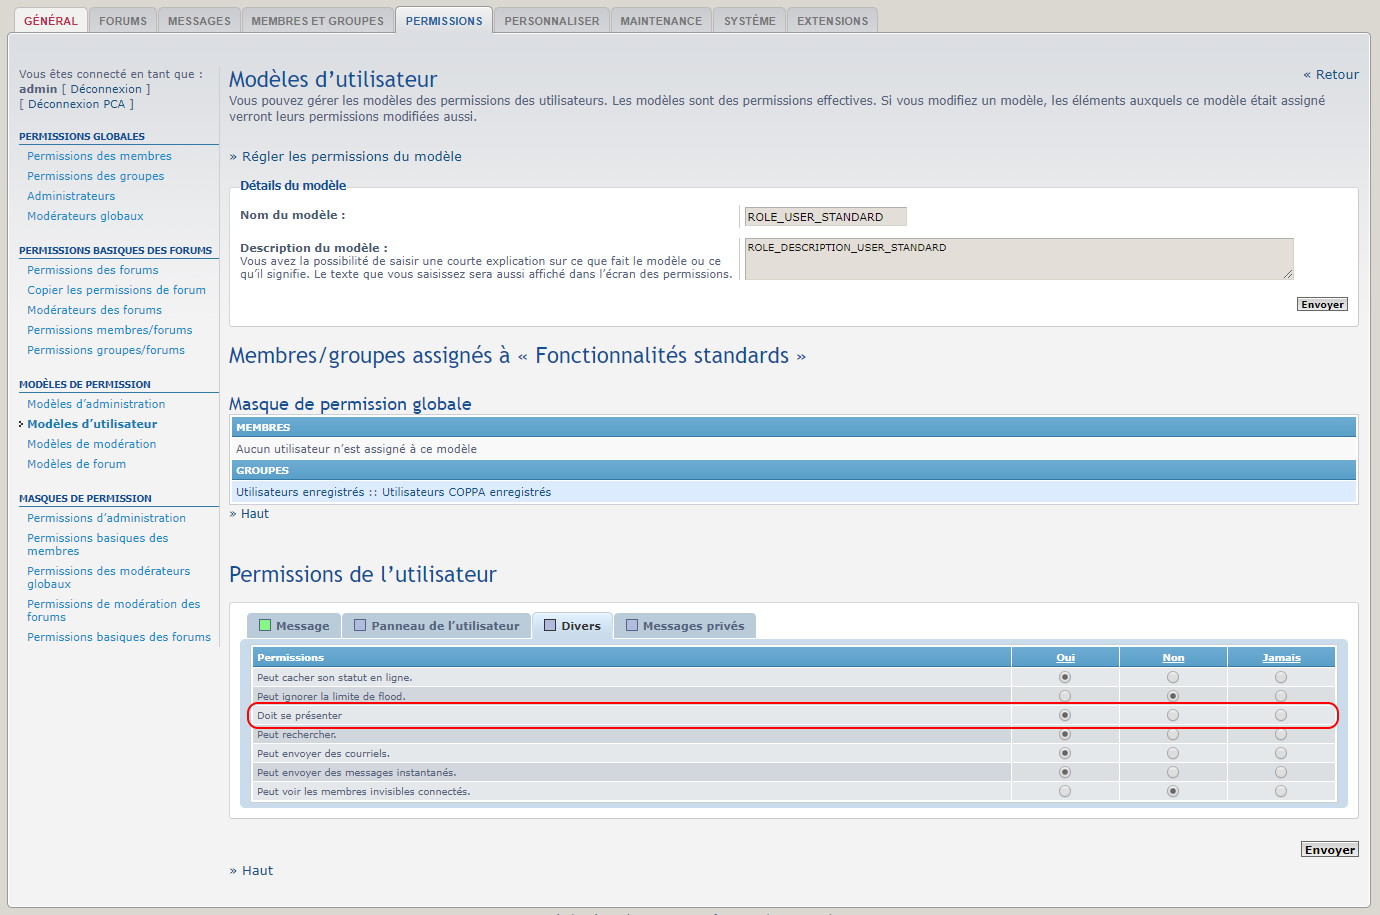 GÉNÉRAL FORUMS MESSAGES MEMBRES ET GROUPES PERMISSIONS PERSONNALISER MAINTENANCE SYSTÈME EXTENSIONS
Vous êtes connecté en tant que :
admin [ Déconnexion ]
[ Déconnexion PCA ]
PERMISSIONS GLOBALES
Permissions des membres
Permissions des groupes
Administrateurs
Modérateurs globaux
PERMISSIONS BASIQUES DES FORUMS
Permissions des forums
Copier les permissions de forum
Modérateurs des forums
Permissions membres/forums
Permissions groupes/forums
MODÈLES DE PERMISSION
Modèles d’administration
Modèles d’utilisateur
Modèles de modération
Modèles de forum
MASQUES DE PERMISSION
Permissions d’administration
Permissions basiques des
membres
Permissions des modérateurs
globaux
Permissions de modération des
forums
Permissions basiques des forums
« Retour
Modèles d’utilisateur
Vous pouvez gérer les modèles des permissions des utilisateurs. Les modèles sont des permissions effectives. Si vous modifiez un modèle, les éléments auxquels ce modèle était assigné
verront leurs permissions modifiées aussi.
» Régler les permissions du modèle
Détails du modèle
Nom du modèle : ROLE_USER_STANDARD
Description du modèle : ROLE_DESCRIPTION_USER_STANDARD
Vous avez la possibilité de saisir une courte explication sur ce que fait le modèle ou ce
qu’il signifie. Le texte que vous saisissez sera aussi affiché dans l’écran des permissions.
Envoyer
Membres/groupes assignés à « Fonctionnalités standards »
Masque de permission globale
MEMBRES
Aucun utilisateur n’est assigné à ce modèle
GROUPES
Utilisateurs enregistrés :: Utilisateurs COPPA enregistrés
» Haut
Permissions de l’utilisateur
Message Panneau de l’utilisateur Divers Messages privés
Permissions Oui Non Jamais
Peut cacher son statut en ligne.
Peut ignorer la limite de flood.
Doit se présenter
Peut rechercher.
Peut envoyer des courriels.
Peut envoyer des messages instantanés.
Peut voir les membres invisibles connectés.
Envoyer
» Haut